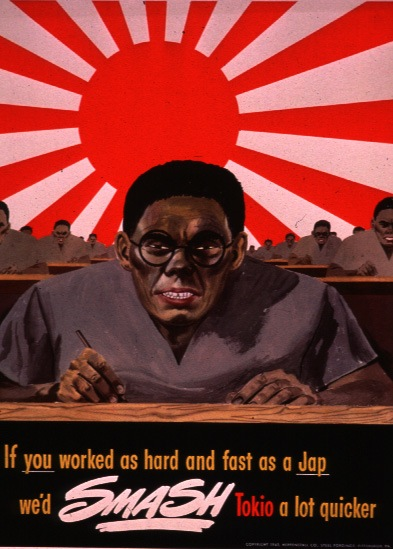 If you worked as hard and fast as a Jap
we'd SMASH Tokio a lot quicker